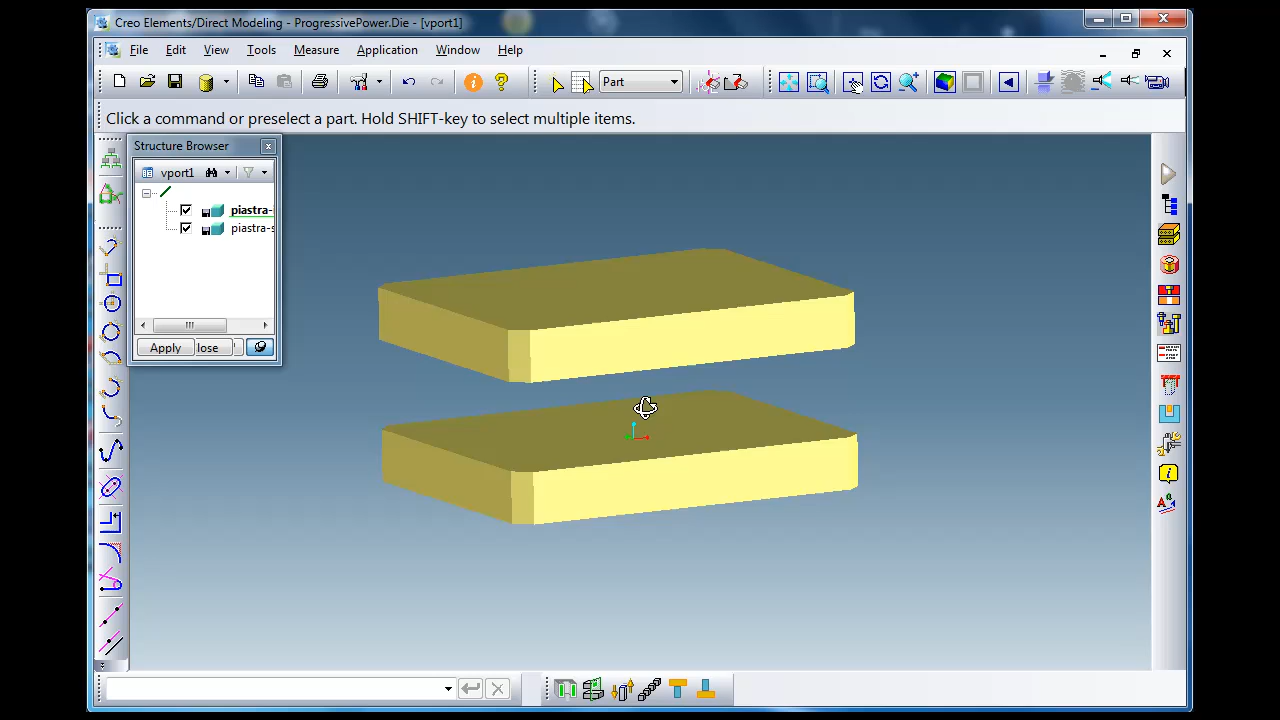 Creo Elements/Direct Modeling - ProgressivePower.Die - [vport1]
File Edit View Tools Measure Application Window Help
Part
Click a command or preselect a part. Hold SHIFT-key to select multiple items.
Structure Browser
vport1
piastra-
piastra-s
Apply lose